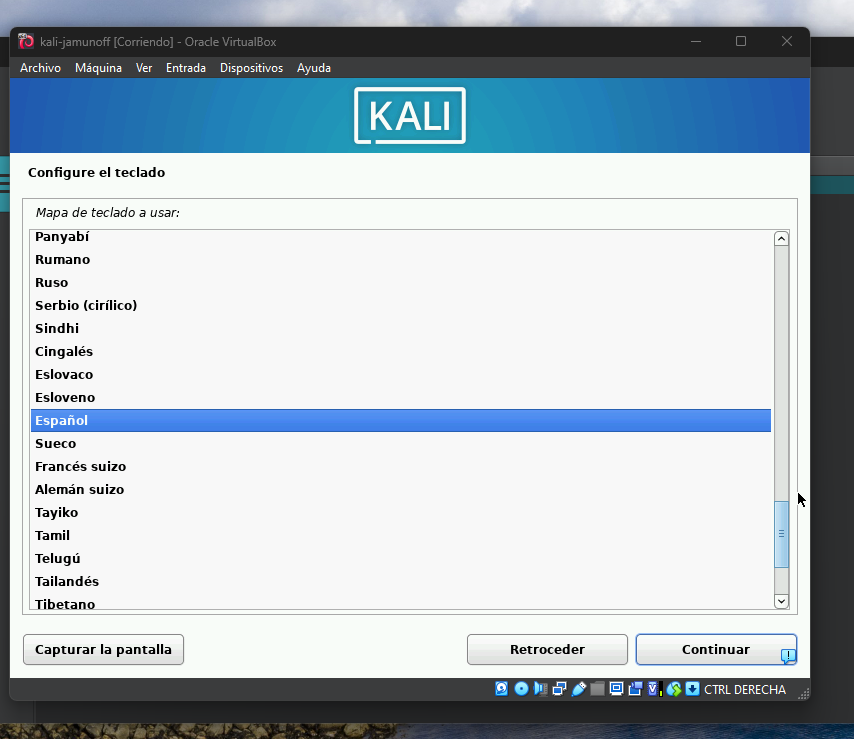 kali-jamunoff [Corriendo] - Oracle VirtualBox
Archivo Máquina Ver Entrada Dispositivos Ayuda
KALI
Configure el teclado
Mapa de teclado a usar:
Panyabí
Rumano
Ruso
Serbio (cirílico)
Sindhi
Cingalés
Eslovaco
Esloveno
Español
Sueco
Francés suizo
Alemán suizo
Tayiko
Tamil
Telugú
Tailandés
Tibetano
Capturar la pantalla Retroceder Continuar
CTRL DERECHA